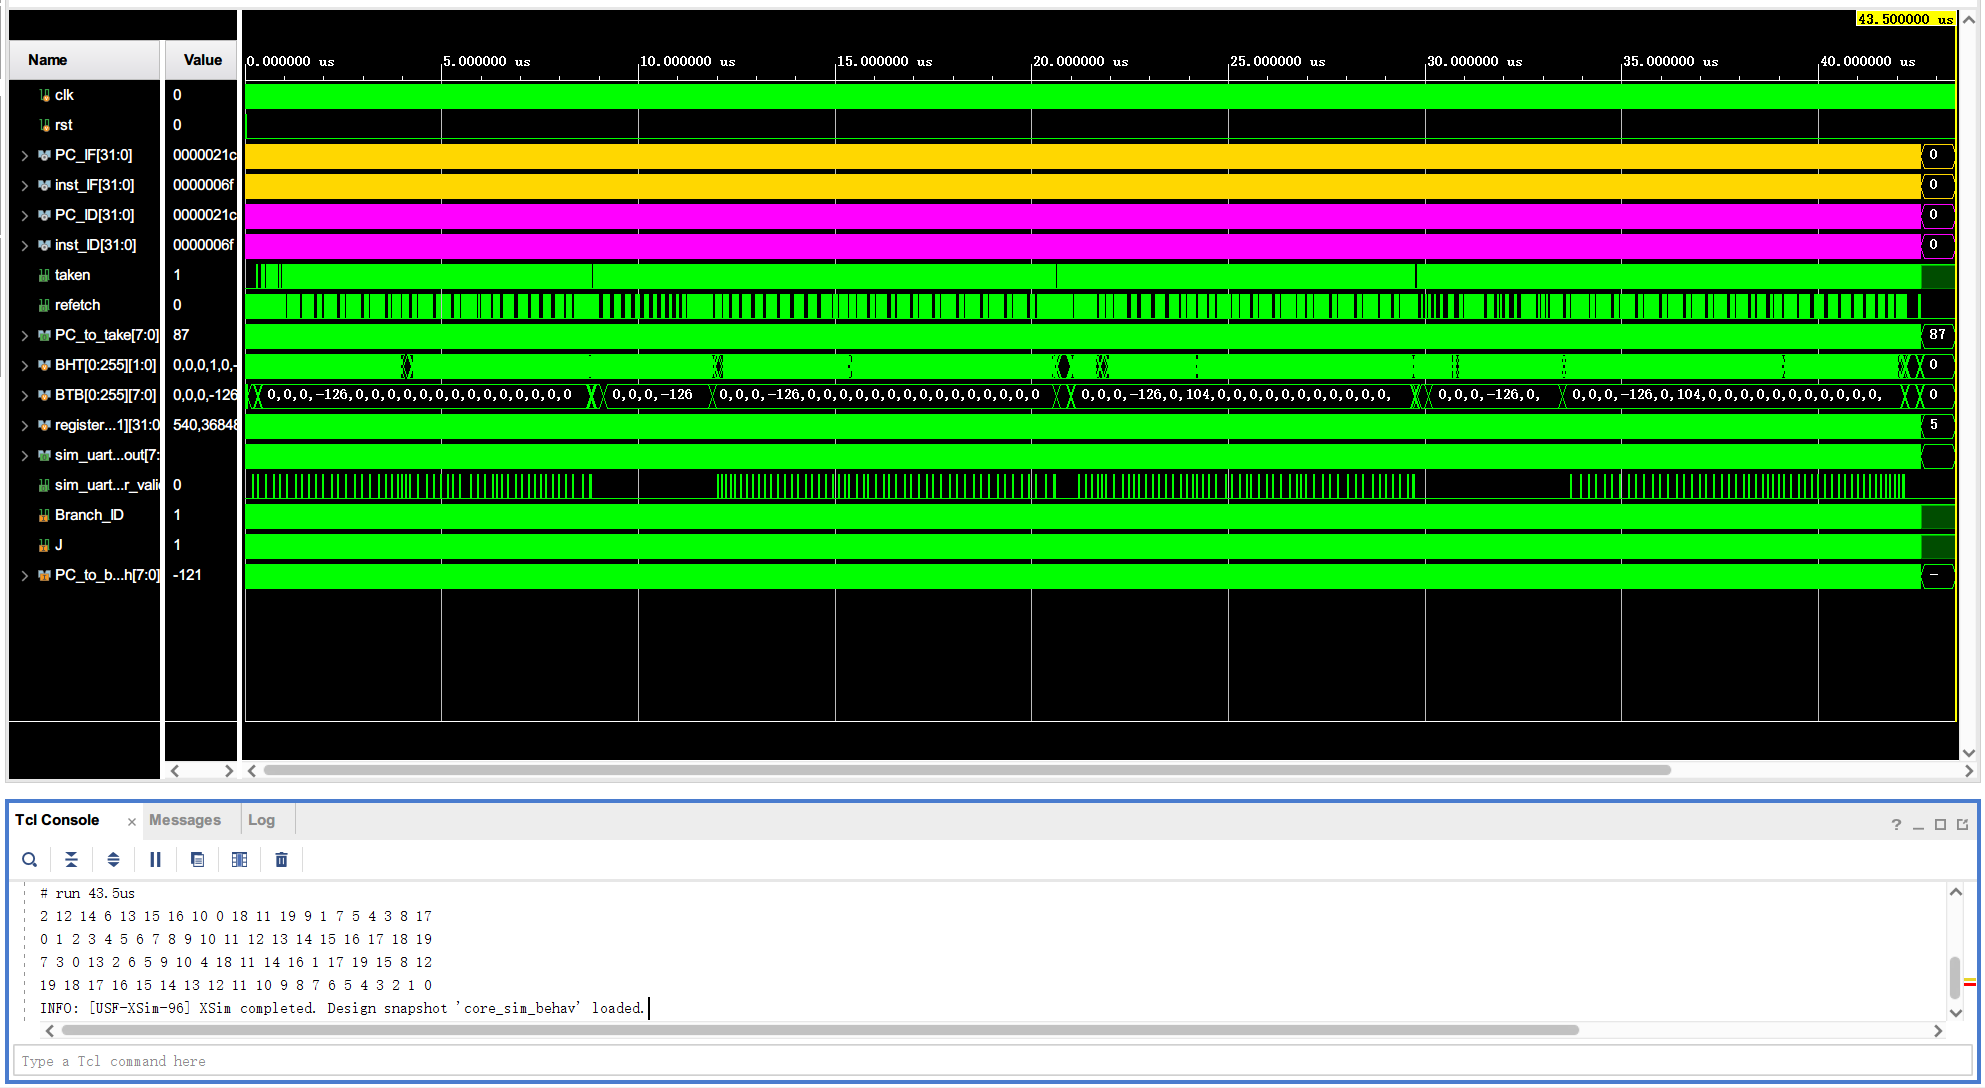 43.500000 us
Name Value 0.000000 us 5.000000 us 10.000000 us 15.000000 us 20.000000 us 25.000000 us 30.000000 us 35.000000 us 40.000000 us
clk 0
rst 0
PC_IF[31:0] 0000021c 0
inst_IF[31:0] 0000006f 0
PC_ID[31:0] 0000021c 0
inst_ID[31:0] 0000006f 0
taken 1
refetch 0
PC_to_take[7:0] 87 87
BHT[0:255][1:0] 0,0,0,1,0,- 0
BTB[0:255][7:0] 0,0,0,-126 0,0,0,-126,0,0,0,0,0,0,0,0,0,0,0,0,0,0 0,0,0,-126 0,0,0,-126,0,0,0,0,0,0,0,0,0,0,0,0,0,0 0,0,0,-126,0,104,0,0,0,0,0,0,0,0,0,0,0, 0,0,0,-126,0, 0,0,0,-126,0,104,0,0,0,0,0,0,0,0,0,0,0, 0
register...1][31:0 540,36848 5
sim_uart...out[7:
sim_uart...r_vali 0
Branch_ID 1
J 1
PC_to_b...h[7:0] -121 -
Tcl Console × Messages Log
?
# run 43.5us
2 12 14 6 13 15 16 10 0 18 11 19 9 1 7 5 4 3 8 17
0 1 2 3 4 5 6 7 8 9 10 11 12 13 14 15 16 17 18 19
7 3 0 13 2 6 5 9 10 4 18 11 14 16 1 17 19 15 8 12
19 18 17 16 15 14 13 12 11 10 9 8 7 6 5 4 3 2 1 0
INFO: [USF-XSim-96] XSim completed. Design snapshot 'core_sim_behav' loaded.
Type a Tcl command here